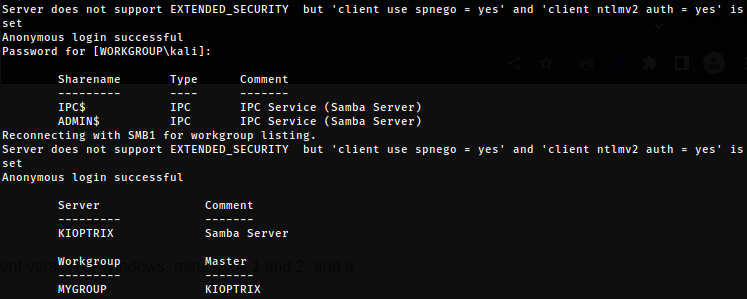 Server does not support EXTENDED_SECURITY  but 'client use spnego = yes' and 'client ntlmv2 auth = yes' is
set
Anonymous login successful
Password for [WORKGROUP\kali]:
Sharename       Type      Comment
---------       ----      -------
IPC$            IPC       IPC Service (Samba Server)
ADMIN$          IPC       IPC Service (Samba Server)
Reconnecting with SMB1 for workgroup listing.
Server does not support EXTENDED_SECURITY  but 'client use spnego = yes' and 'client ntlmv2 auth = yes' is
set
Anonymous login successful
Server               Comment
---------            -------
KIOPTRIX             Samba Server
Workgroup            Master
---------            -------
MYGROUP              KIOPTRIX